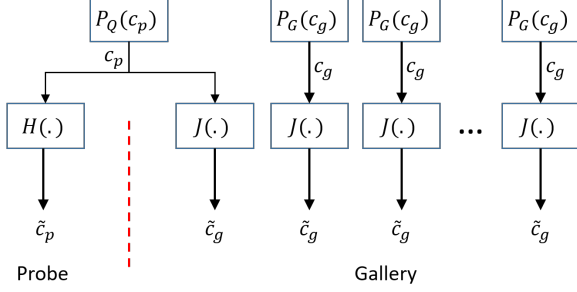 P_Q(c_p) P_G(c_g) P_G(c_g) P_G(c_g)
c_p c_g c_g c_g
H(.) J(.) J(.) J(.) ... J(.)
c̃_p c̃_g c̃_g c̃_g c̃_g
Probe Gallery